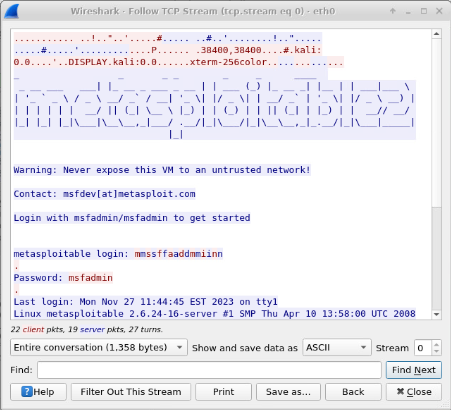 Wireshark - Follow TCP Stream (tcp.stream eq 0) - eth0
.......... ..!.."..'.....#...... ..#..'........!..".....
.....#.....'...........P...... .38400,38400....#.kali:
0.0....'..DISPLAY.kali:0.0......xterm-256color.............
Warning: Never expose this VM to an untrusted network!
Contact: msfdev[at]metasploit.com
Login with msfadmin/msfadmin to get started
metasploitable login: mmssffaaddmmiinn
.
Password: msfadmin
.
Last login: Mon Nov 27 11:44:45 EST 2023 on tty1
Linux metasploitable 2.6.24-16-server #1 SMP Thu Apr 10 13:58:00 UTC 2008
22 client pkts, 19 server pkts, 27 turns.
Entire conversation (1,358 bytes) Show and save data as ASCII Stream 0
Find: Find Next
Help Filter Out This Stream Print Save as… Back Close